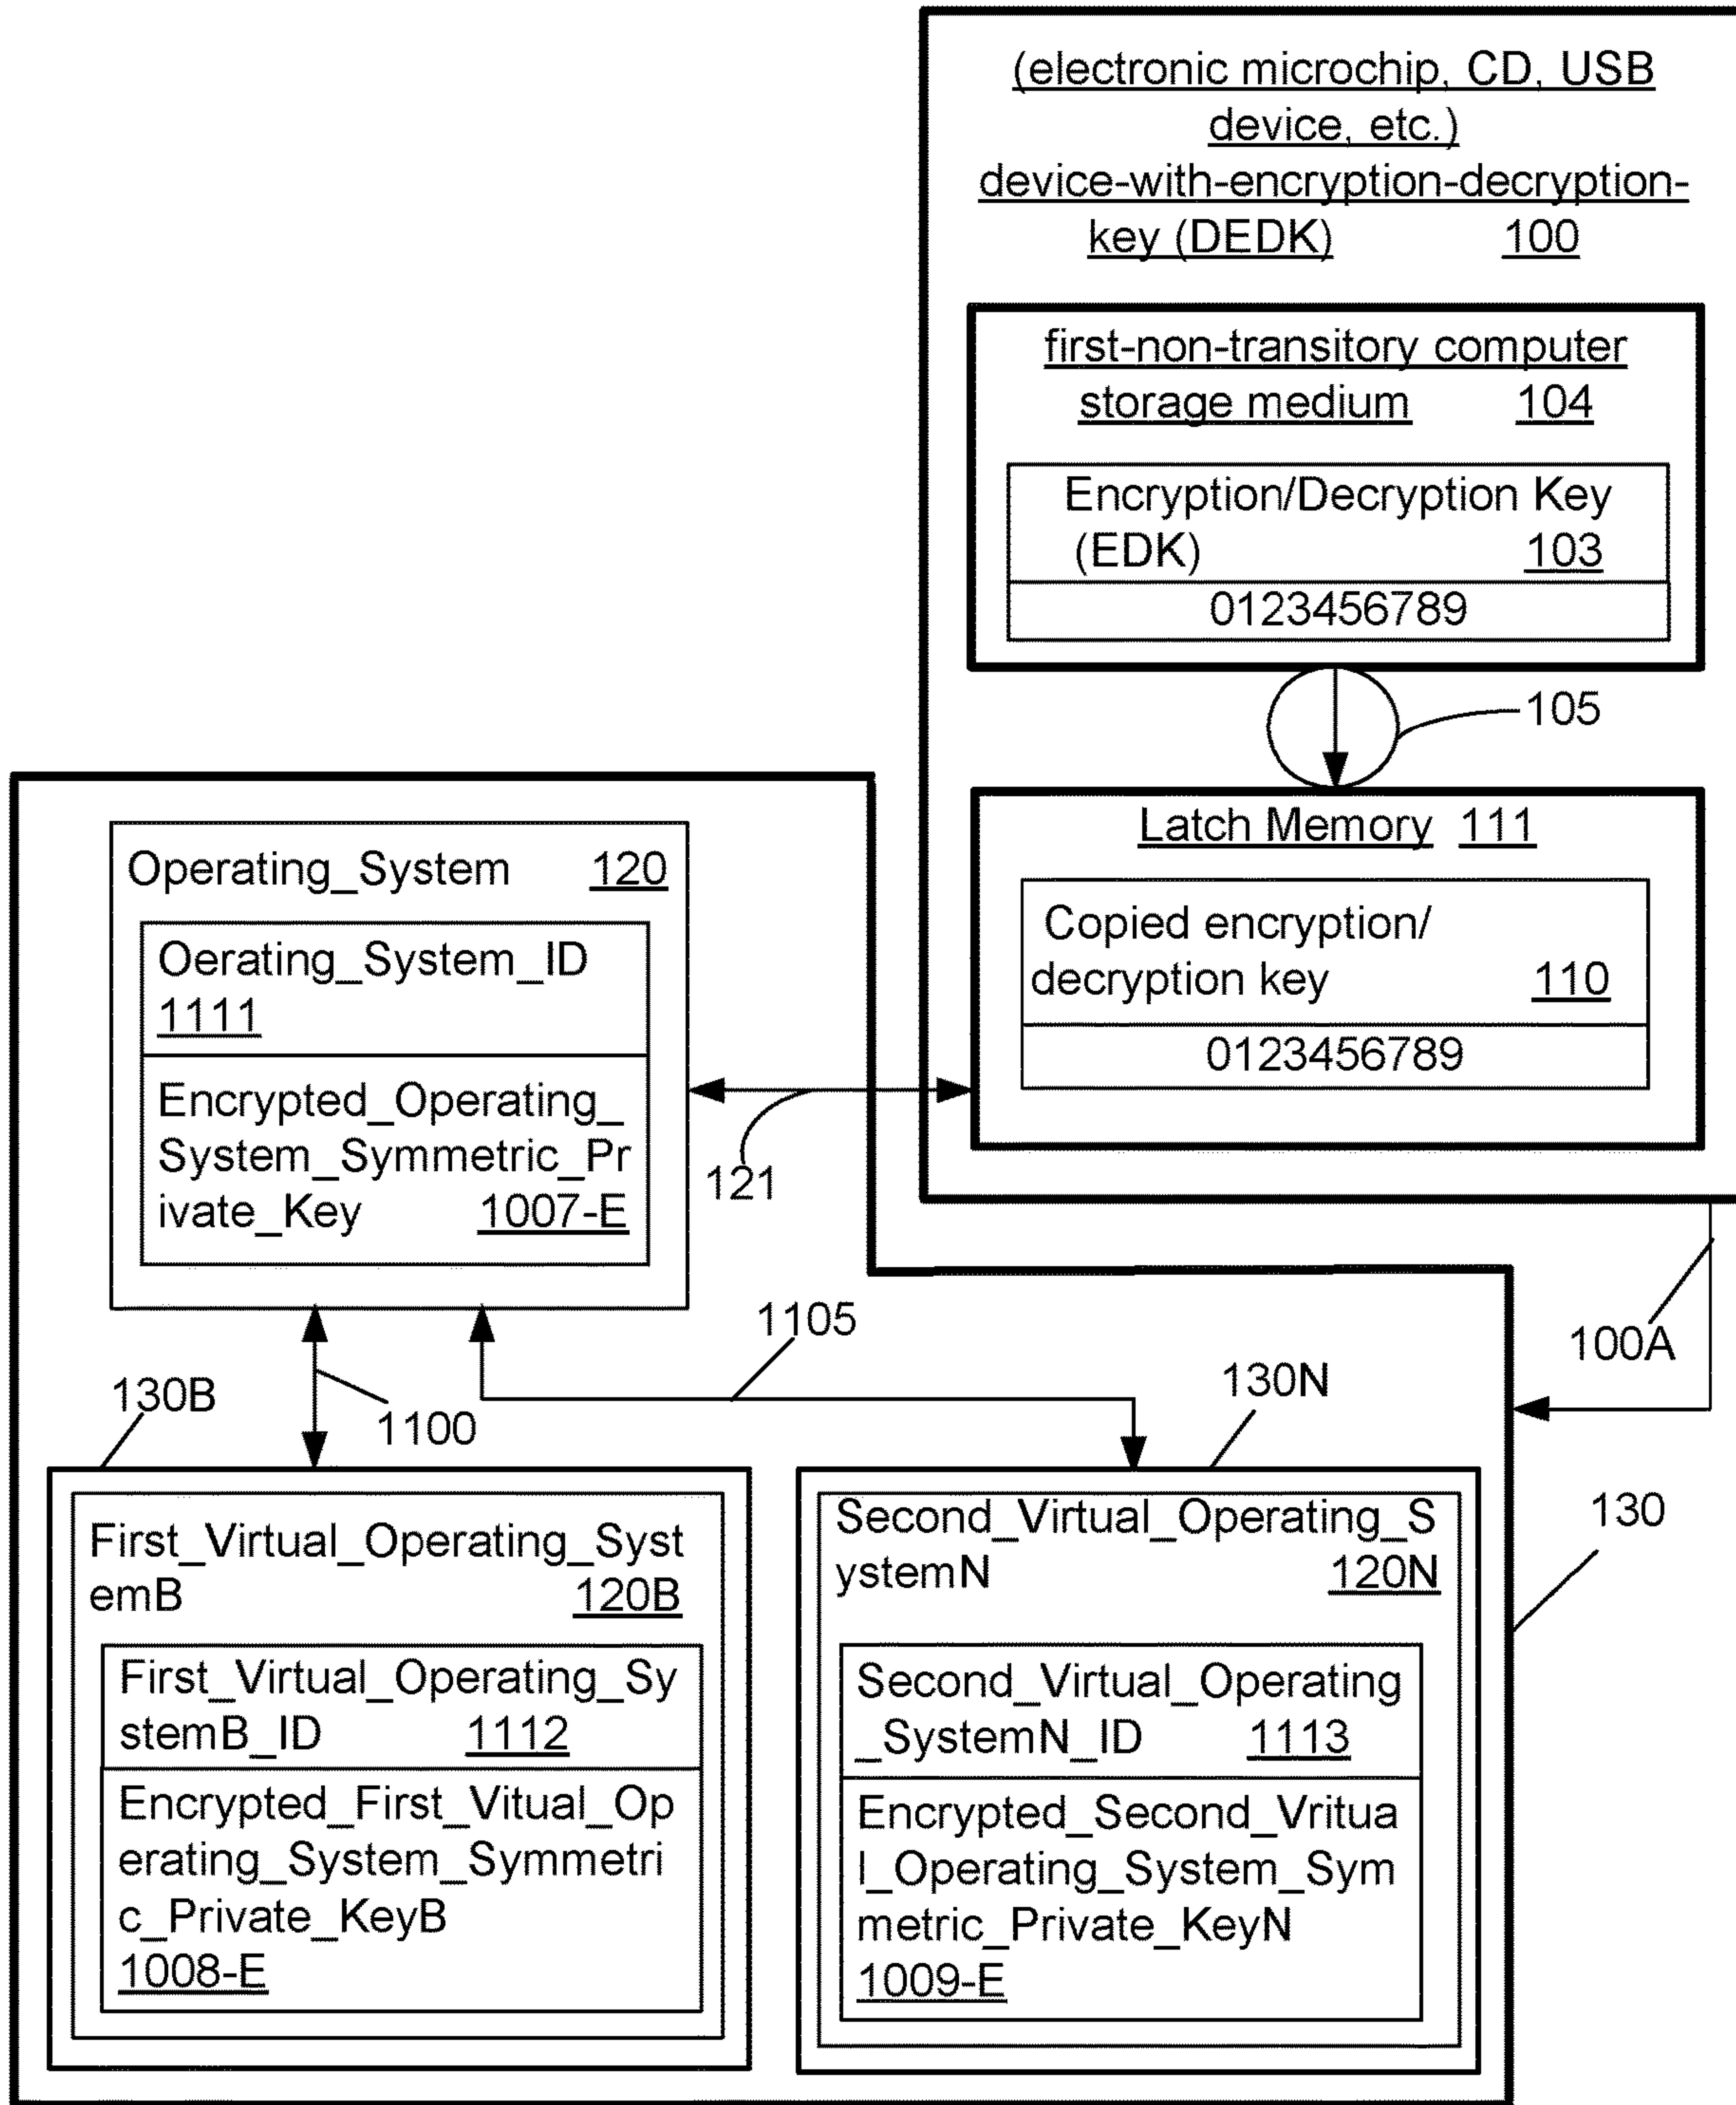 (electronic microchip, CD, USB
device, etc.)
device-with-encryption-decryption-
key (DEDK) 100
first-non-transitory computer
storage medium 104
Encryption/Decryption Key
(EDK) 103
0123456789
105
Latch Memory 111
Copied encryption/
decryption key 110
0123456789
Operating_System 120
Oerating_System_ID
1111
Encrypted_Operating_
System_Symmetric_Pr
ivate_Key 1007-E
121
1105
100A
130B
1100
130N
130
First_Virtual_Operating_Syst
emB 120B
First_Virtual_Operating_Sy
stemB_ID 1112
Encrypted_First_Vitual_Op
erating_System_Symmetri
c_Private_KeyB
1008-E
Second_Virtual_Operating_S
ystemN 120N
Second_Virtual_Operating
_SystemN_ID 1113
Encrypted_Second_Vritua
l_Operating_System_Sym
metric_Private_KeyN
1009-E